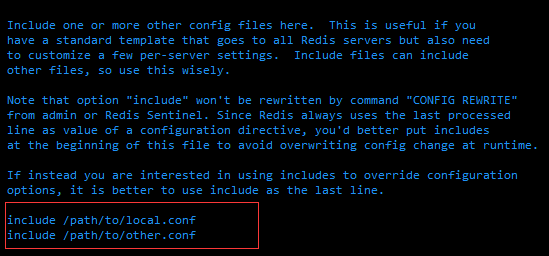 Include one or more other config files here.  This is useful if you
have a standard template that goes to all Redis servers but also need
to customize a few per-server settings.  Include files can include
other files, so use this wisely.
Note that option "include" won't be rewritten by command "CONFIG REWRITE"
from admin or Redis Sentinel. Since Redis always uses the last processed
line as value of a configuration directive, you'd better put includes
at the beginning of this file to avoid overwriting config change at runtime.
If instead you are interested in using includes to override configuration
options, it is better to use include as the last line.
include /path/to/local.conf
include /path/to/other.conf